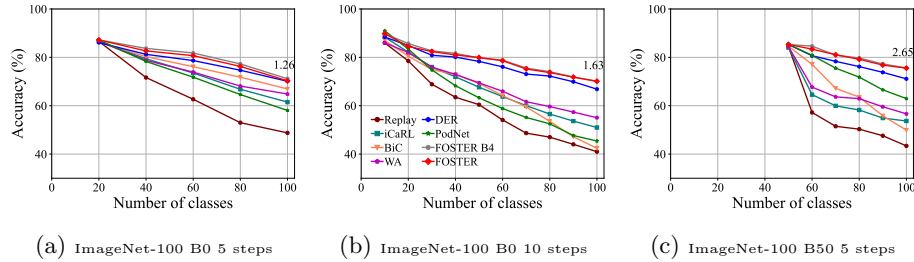 Accuracy (%)
100
80
60
40
0
20
40
60
80
100
1.26
Number of classes
(a) ImageNet-100 B0 5 steps
Accuracy (%)
100
80
60
40
0
20
40
60
80
100
1.63
Replay
iCaRL
BiC
WA
DER
PodNet
FOSTER B4
FOSTER
Number of classes
(b) ImageNet-100 B0 10 steps
Accuracy (%)
100
80
60
40
0
20
40
60
80
100
2.65
Number of classes
(c) ImageNet-100 B50 5 steps